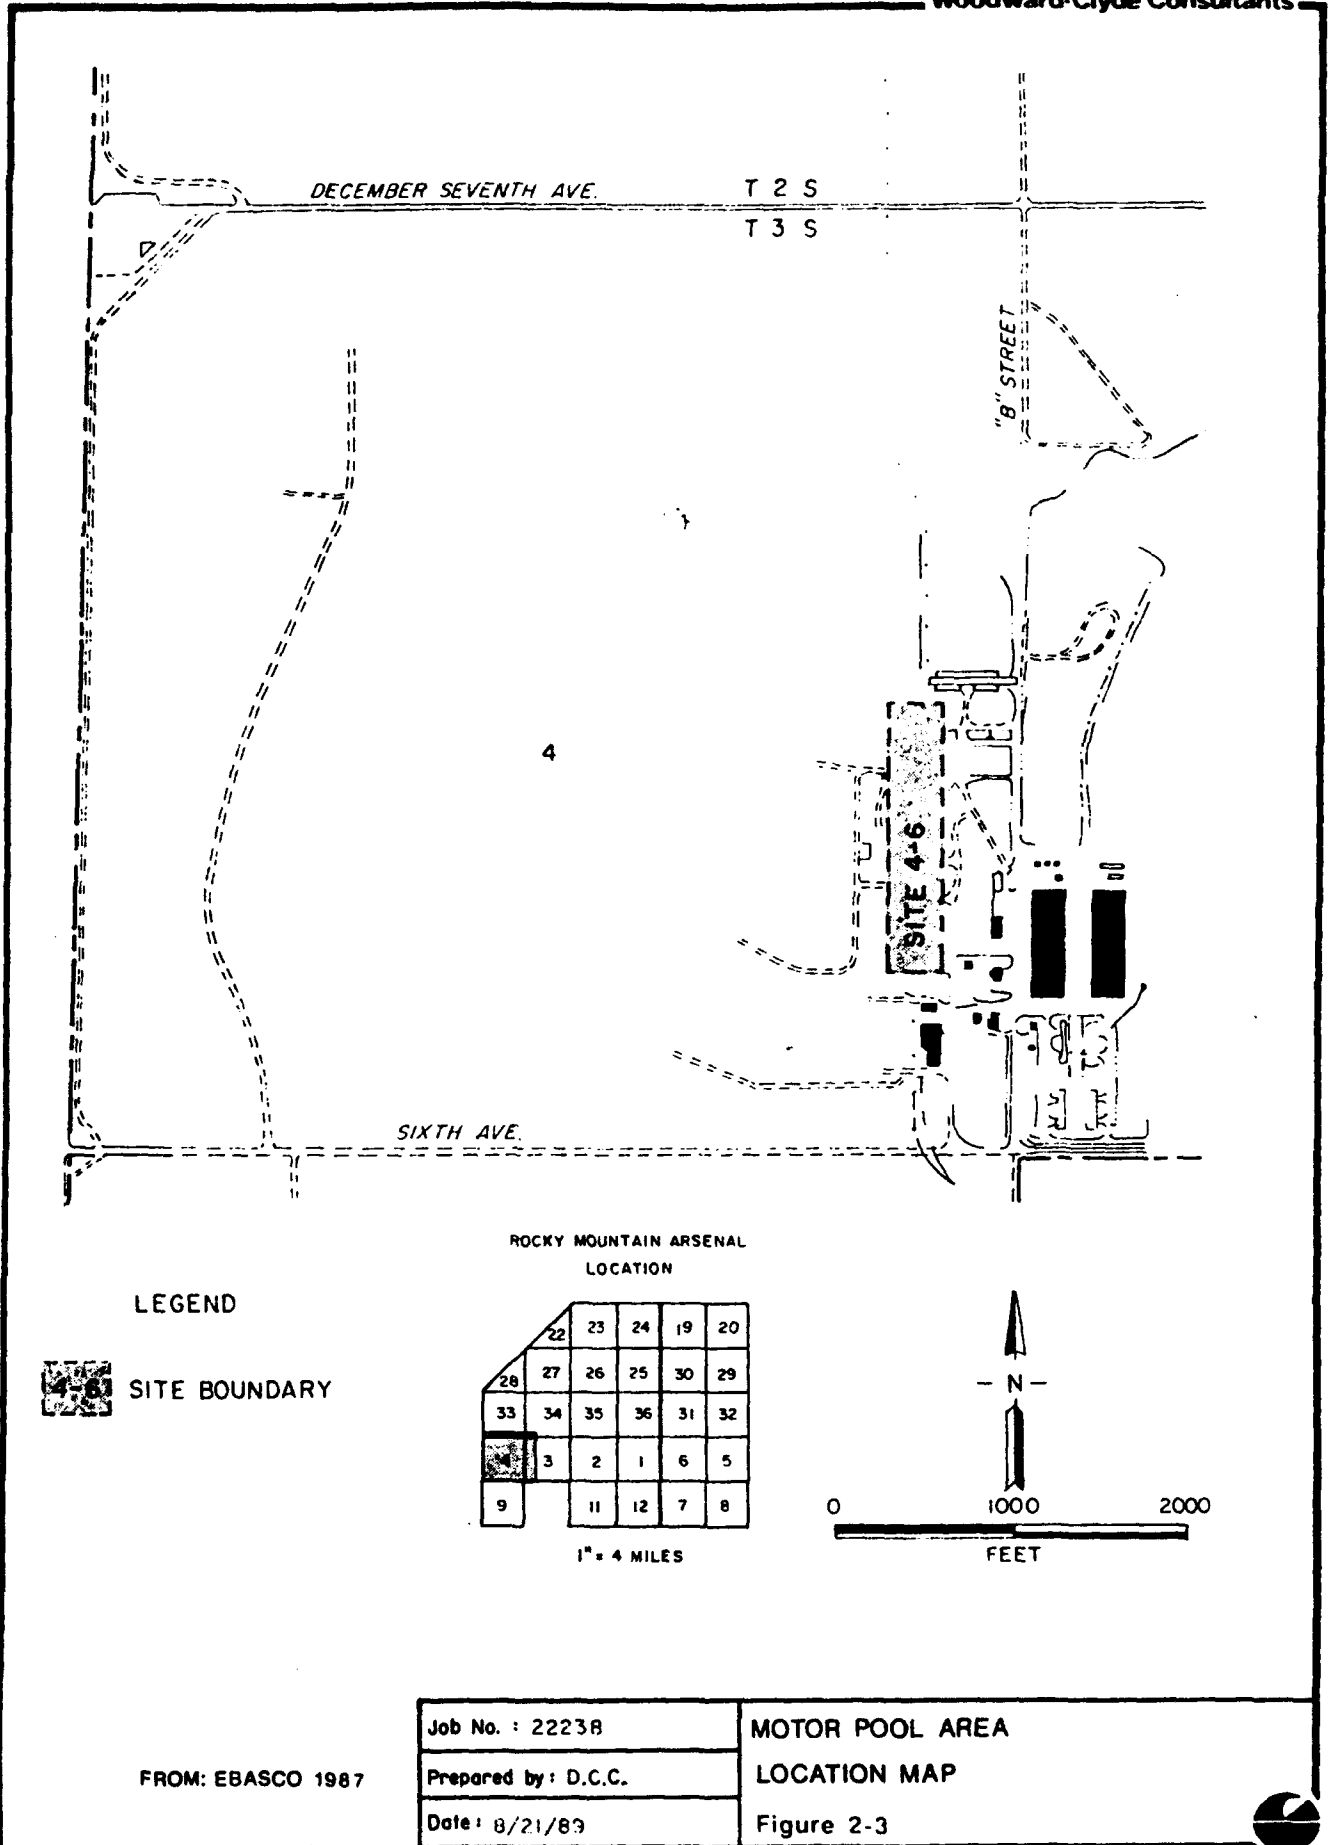 Woodward-Clyde Consultants
DECEMBER SEVENTH AVE.
T 2 S
T 3 S
"B" STREET
4
SITE 4-6
SIXTH AVE.
ROCKY MOUNTAIN ARSENAL
LOCATION
LEGEND
4-6 SITE BOUNDARY
22 23 24 19 20
28 27 26 25 30 29
33 34 35 36 31 32
4 3 2 1 6 5
9 11 12 7 8
1" = 4 MILES
- N -
0 1000 2000
FEET
FROM: EBASCO 1987
Job No. : 22238
Prepared by : D.C.C.
Date : 8/21/89
MOTOR POOL AREA
LOCATION MAP
Figure 2-3